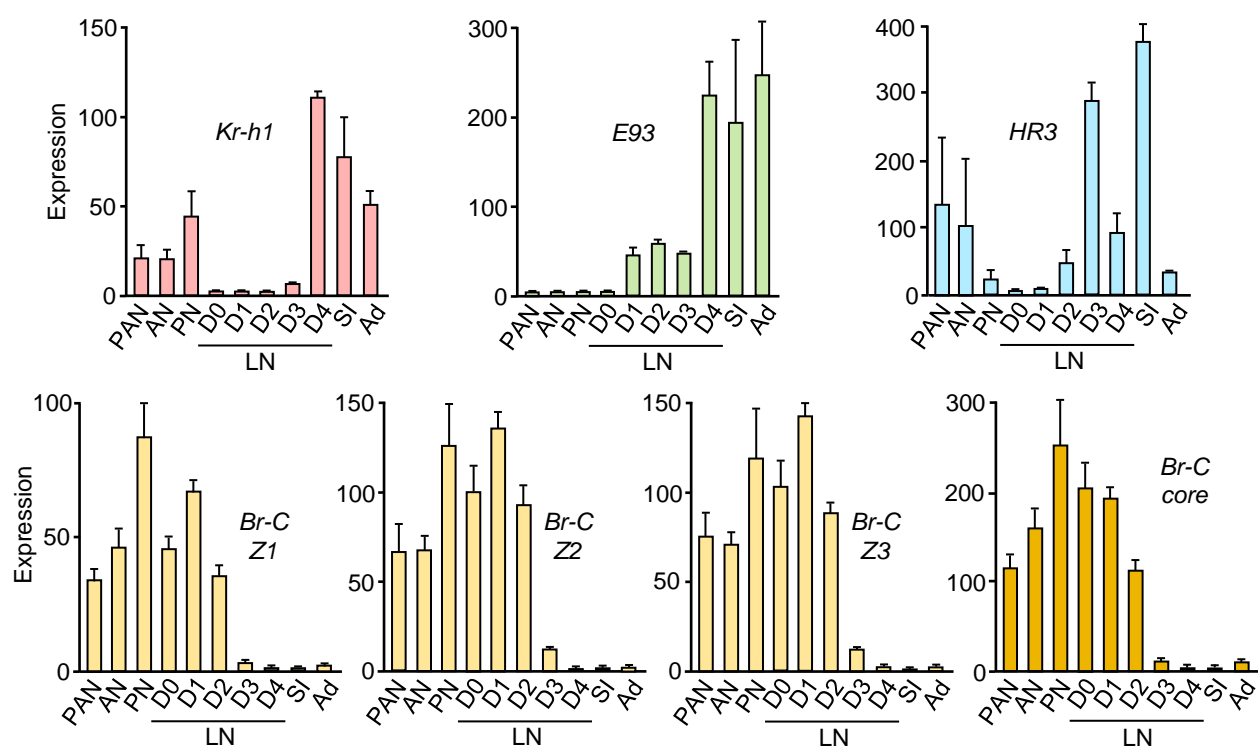 150
100
50
0
Expression
Kr-h1
PAN
AN
PN
D0
D1
D2
D3
D4
SI
Ad
LN
300
200
100
0
E93
PAN
AN
PN
D0
D1
D2
D3
D4
SI
Ad
LN
400
300
200
100
0
HR3
PAN
AN
PN
D0
D1
D2
D3
D4
SI
Ad
LN
100
50
0
Expression
Br-C
Z1
PAN
AN
PN
D0
D1
D2
D3
D4
SI
Ad
LN
150
100
50
0
Br-C
Z2
PAN
AN
PN
D0
D1
D2
D3
D4
SI
Ad
LN
150
100
50
0
Br-C
Z3
PAN
AN
PN
D0
D1
D2
D3
D4
SI
Ad
LN
300
200
100
0
Br-C
core
PAN
AN
PN
D0
D1
D2
D3
D4
SI
Ad
LN